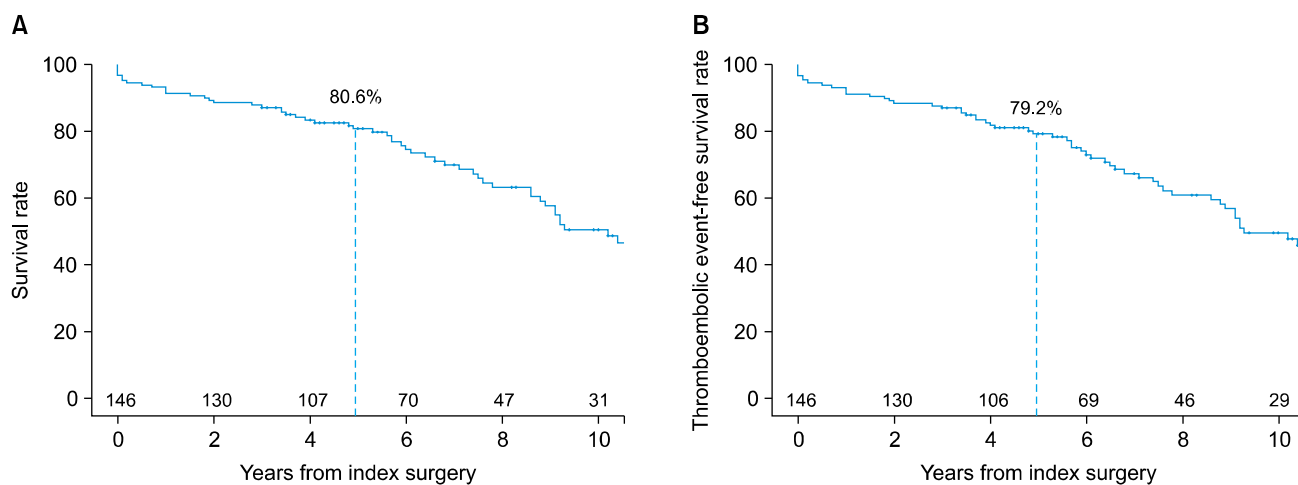 A
Survival rate
100
80
60
40
20
0
80.6%
146 130 107 70 47 31
0 2 4 6 8 10
Years from index surgery
B
Thromboembolic event-free survival rate
100
80
60
40
20
0
79.2%
146 130 106 69 46 29
0 2 4 6 8 10
Years from index surgery